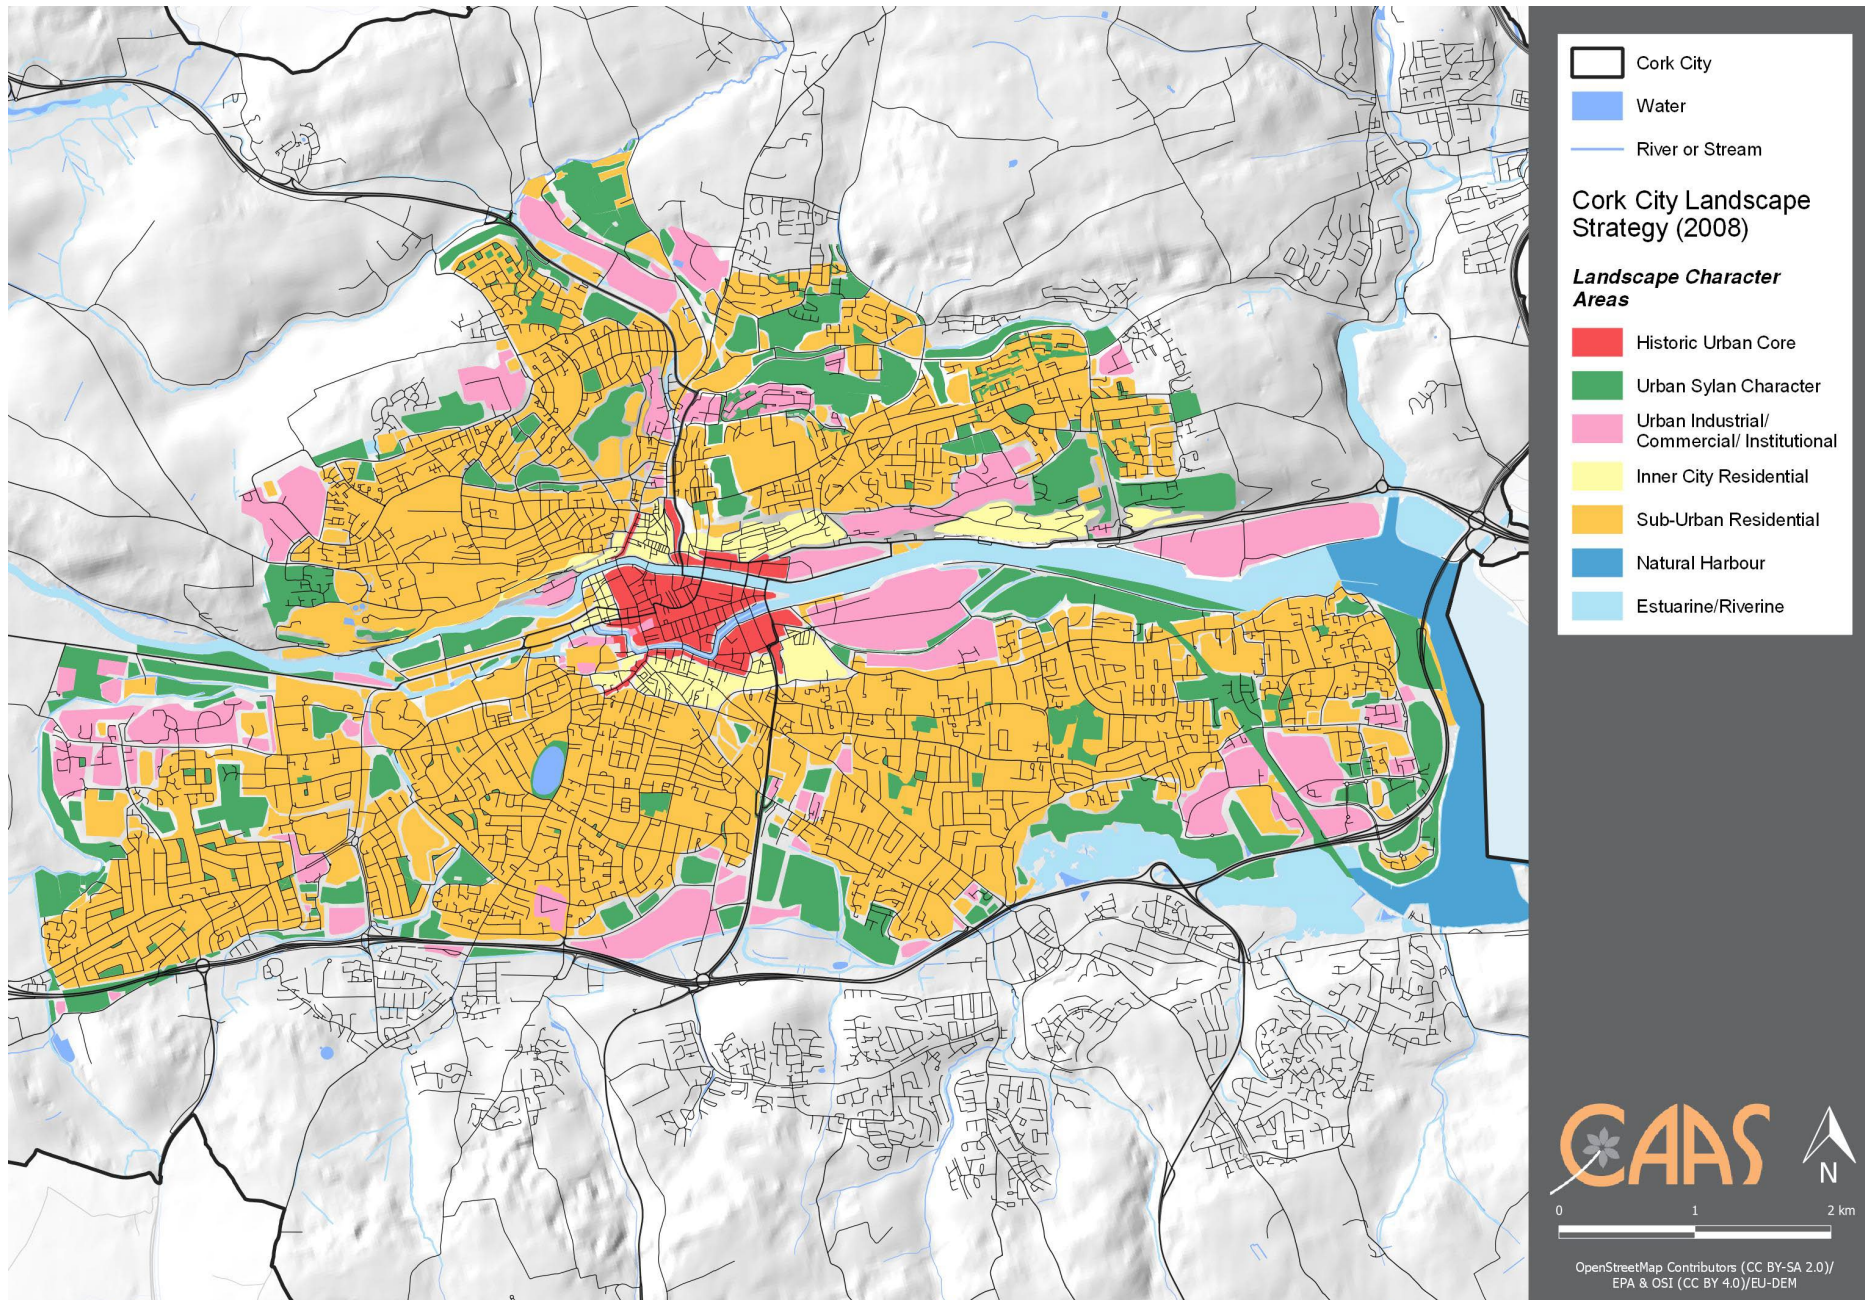 Cork City
Water
River or Stream
Cork City Landscape
Strategy (2008)
Landscape Character
Areas
Historic Urban Core
Urban Sylan Character
Urban Industrial/
Commercial/ Institutional
Inner City Residential
Sub-Urban Residential
Natural Harbour
Estuarine/Riverine
CAAS
N
0 1 2 km
OpenStreetMap Contributors (CC BY-SA 2.0)/
EPA & OSI (CC BY 4.0)/EU-DEM